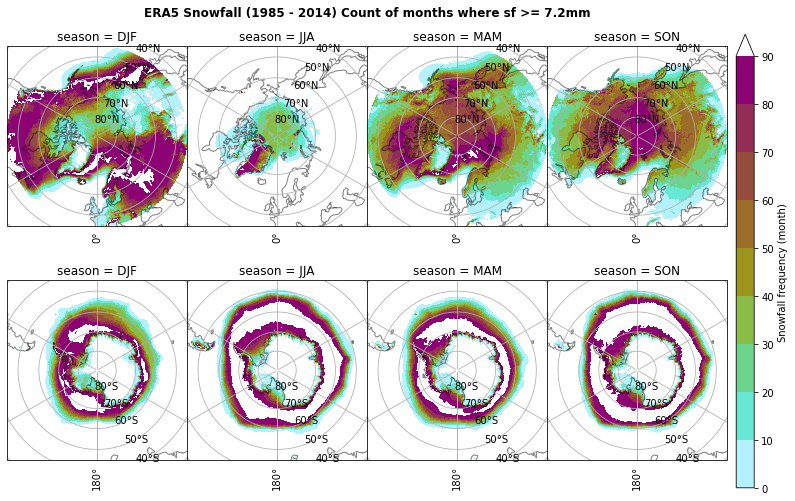 ERA5 Snowfall (1985 - 2014) Count of months where sf >= 7.2mm
season = DJF
season = JJA
season = MAM
season = SON
40°N
50°N
60°N
70°N
80°N
0°
40°N
50°N
60°N
70°N
80°N
0°
40°N
50°N
60°N
70°N
80°N
0°
40°N
50°N
60°N
70°N
80°N
0°
season = DJF
season = JJA
season = MAM
season = SON
80°S
70°S
60°S
50°S
40°S
180°
80°S
70°S
60°S
50°S
40°S
180°
80°S
70°S
60°S
50°S
40°S
180°
80°S
70°S
60°S
50°S
40°S
180°
90
80
70
60
50
40
30
20
10
0
Snowfall frequency (month)